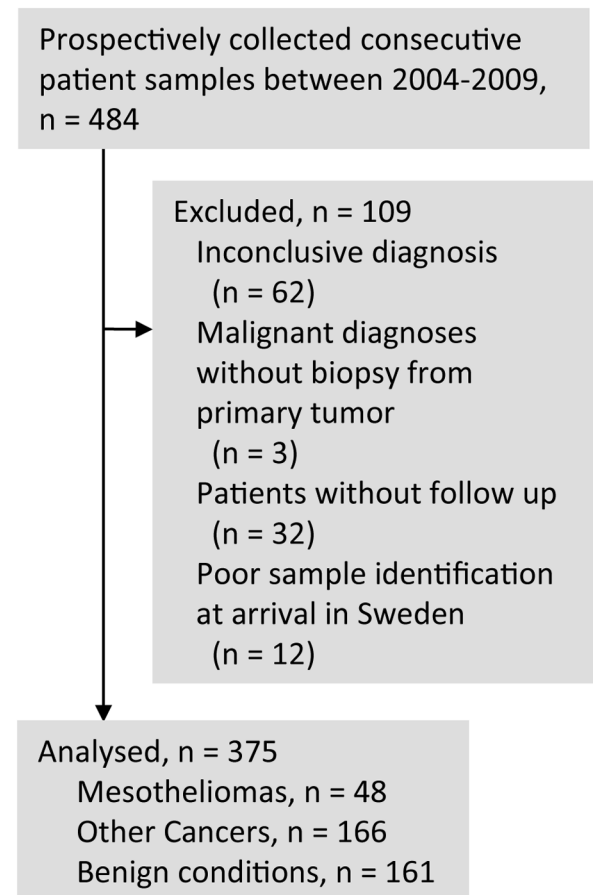 Prospectively collected consecutive
patient samples between 2004-2009,
n = 484
Excluded, n = 109
Inconclusive diagnosis
(n = 62)
Malignant diagnoses
without biopsy from
primary tumor
(n = 3)
Patients without follow up
(n = 32)
Poor sample identification
at arrival in Sweden
(n = 12)
Analysed, n = 375
Mesotheliomas, n = 48
Other Cancers, n = 166
Benign conditions, n = 161